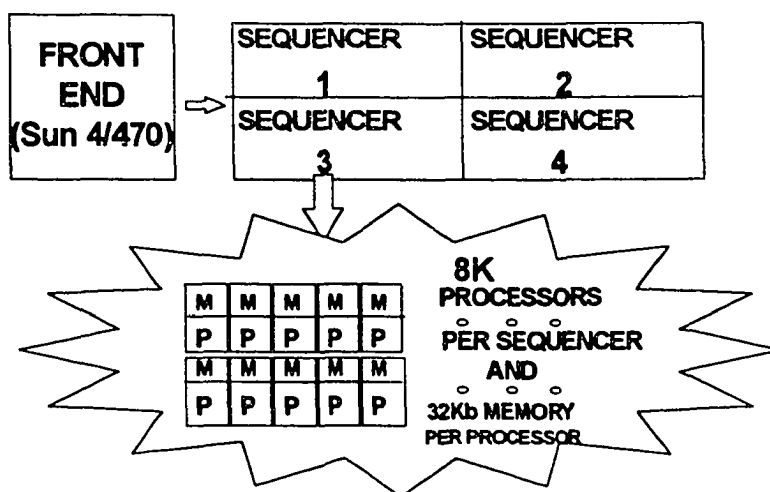 FRONT
END
(Sun 4/470)
SEQUENCER
1
SEQUENCER
2
SEQUENCER
3
SEQUENCER
4
M M M M M
P P P P P
M M M M M
P P P P P
8K
PROCESSORS
PER SEQUENCER
AND
32Kb MEMORY
PER PROCESSOR